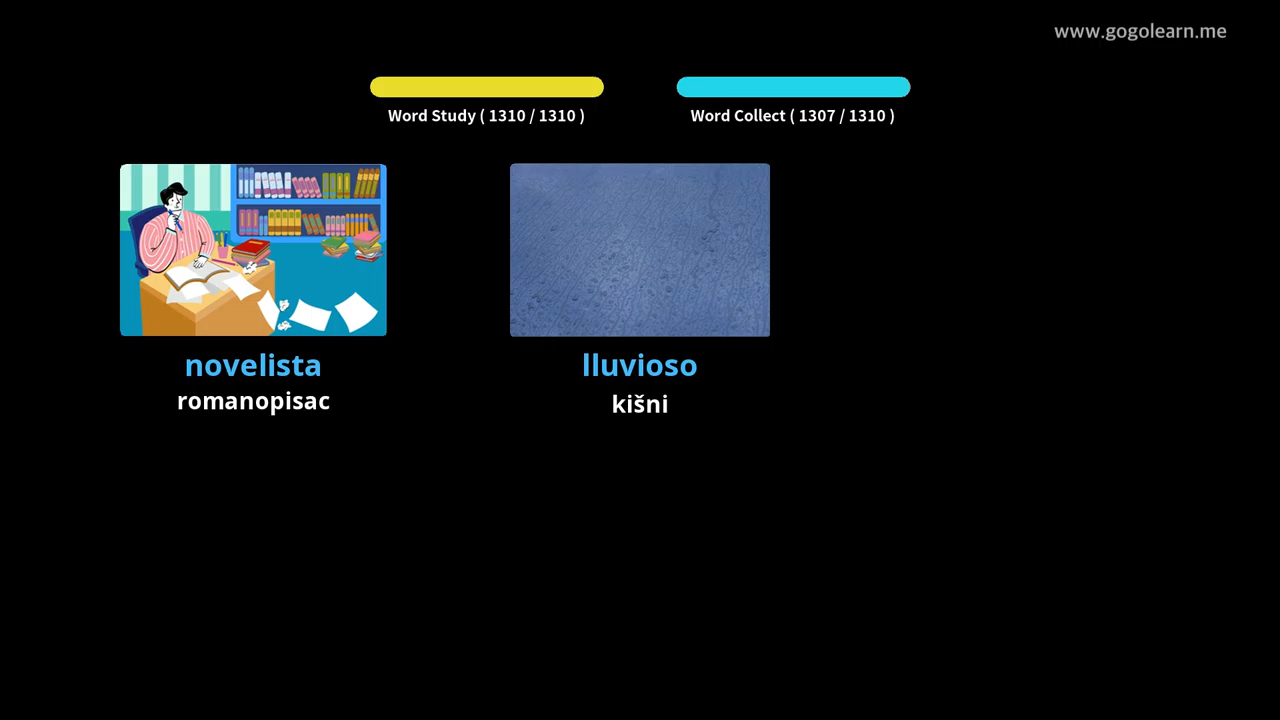 www.gogolearn.me
Word Study ( 1310 / 1310 )
Word Collect ( 1307 / 1310 )
novelista
romanopisac
lluvioso
kišni